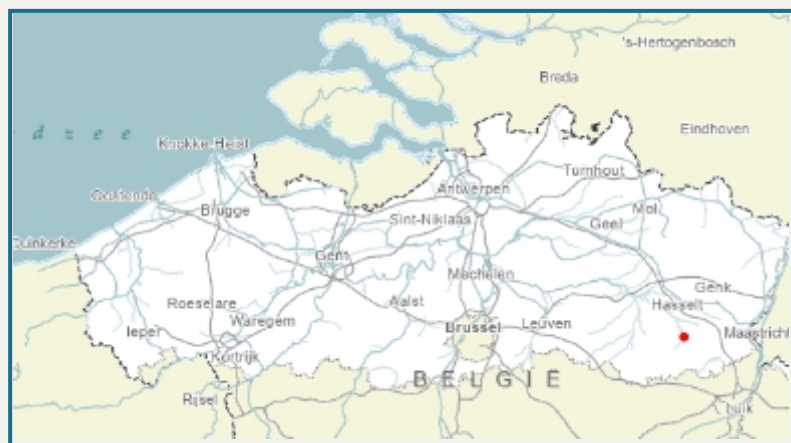 's-Hertogenbosch
Breda
d z e e
Eindhoven
Knokke-Heist
Turnhout
Oostende
Antwerpen
Mol
Brugge
Sint-Niklaas
Geel
Duinkerke
Gent
Mechelen
Genk
Roeselare
Aalst
Hasselt
Ieper
Waregem
Brussel
Leuven
Maastricht
Kortrijk
BELGIË
Rijsel
Luik